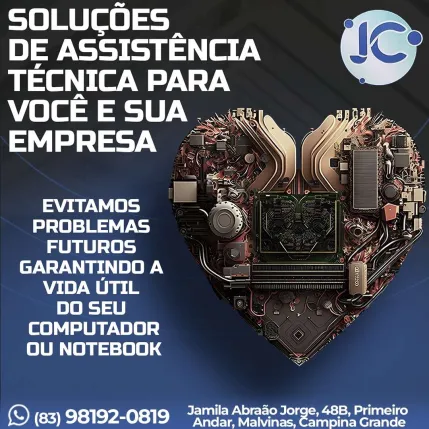 SOLUÇÕES
DE ASSISTÊNCIA
TÉCNICA PARA
VOCÊ E SUA
EMPRESA
JC
EVITAMOS
PROBLEMAS
FUTUROS
GARANTINDO A
VIDA ÚTIL
DO SEU
COMPUTADOR
OU NOTEBOOK
(83) 98192-0819
Jamila Abraão Jorge, 48B, Primeiro
Andar, Malvinas, Campina Grande